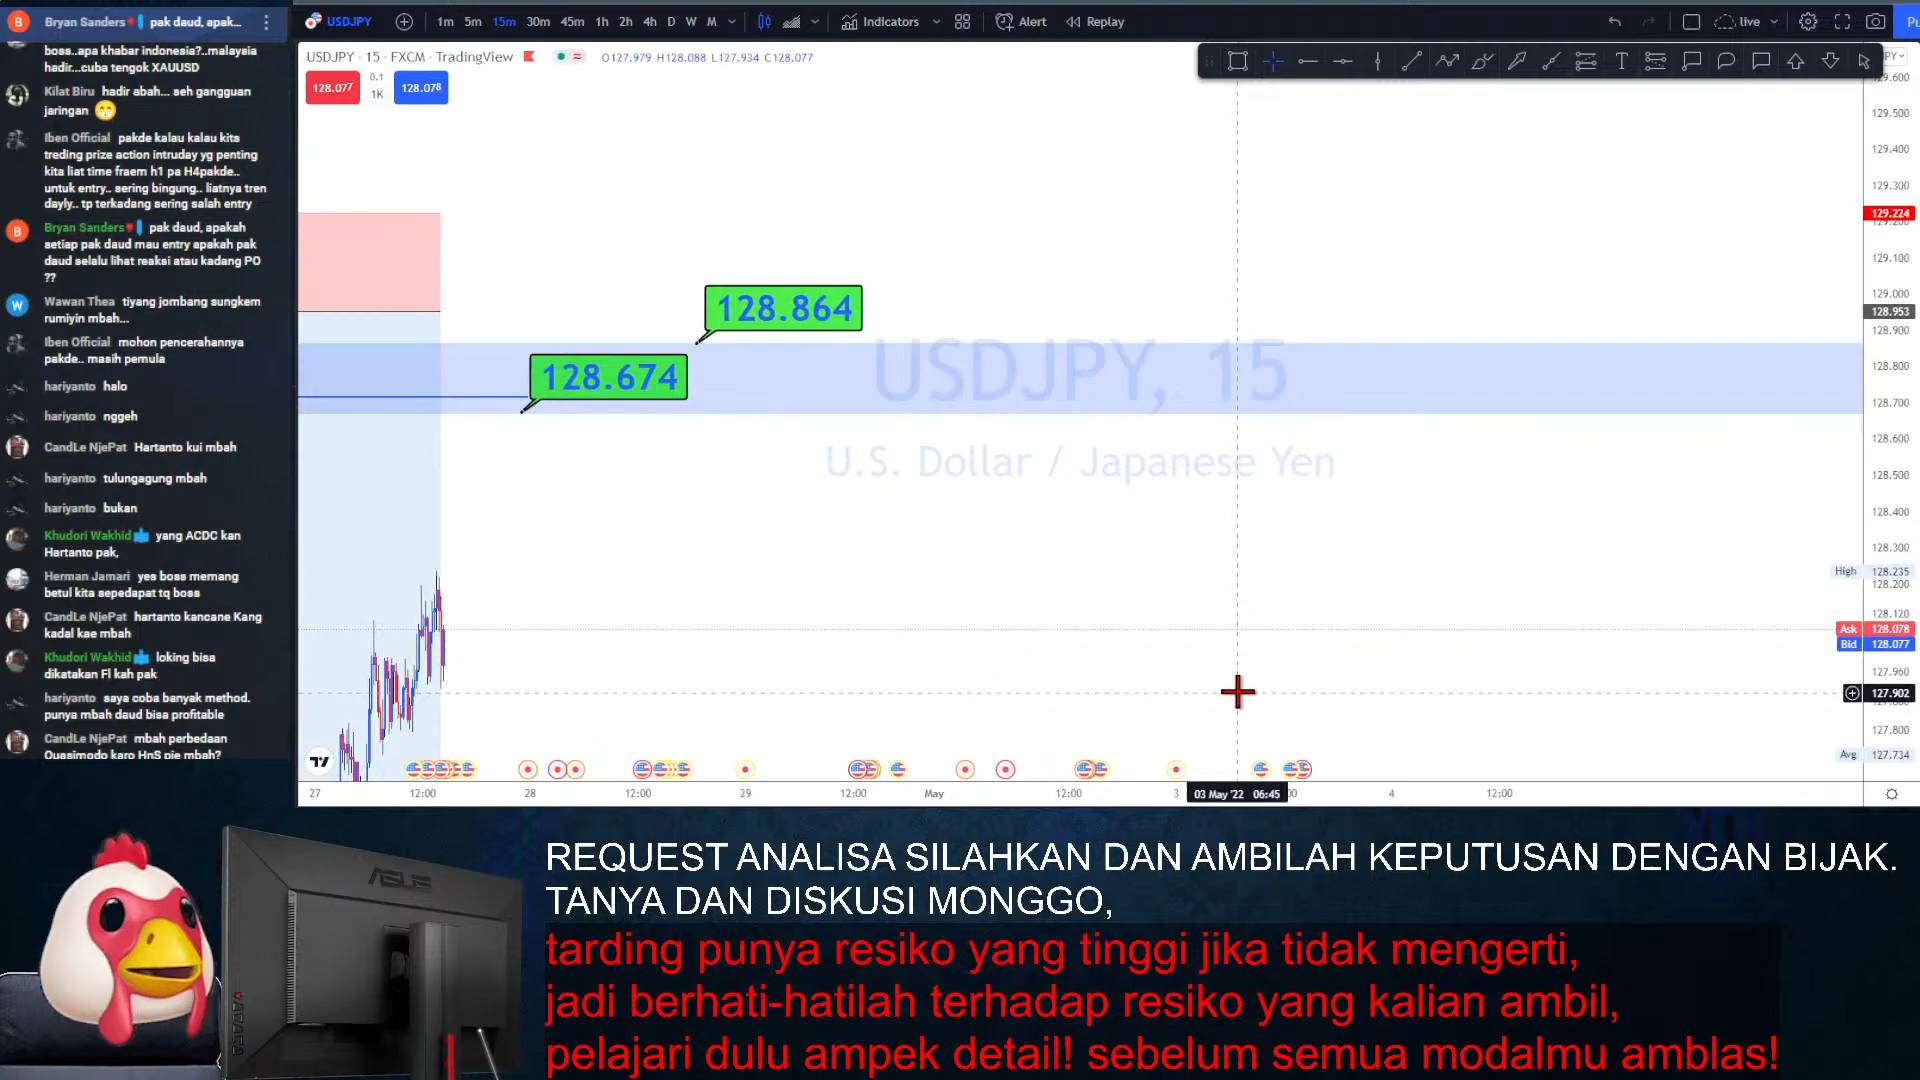 B Bryan Sanders pak daud, apak...
boss..apa khabar indonesia?..malaysia
hadir...cuba tengok XAUUSD
Kilat Biru hadir abah... seh gangguan
jaringan
Iben Official pakde kalau kalau kits
treding prize action intruday yg penting
kita liat time fraem h1 pa H4pakde..
untuk entry.. sering bingung.. liatnya tren
dayly.. tp terkadang sering salah entry
B Bryan Sanders pak daud, apakah
setiap pak daud mau entry apakah pak
daud selalu lihat reaksi atau kadang PO
??
W Wawan Thea tiyang jombang sungkem
rumiyin mbah...
Iben Official mohon pencerahannya
pakde.. masih pemula
hariyanto halo
hariyanto nggeh
CandLe NjePat Hartanto kui mbah
hariyanto tulungagung mbah
hariyanto bukan
Khudori Wakhid yang ACDC kan
Hartanto pak,
Herman Jamari yes boss memang
betul kita sepedapat tq boss
CandLe NjePat hartanto kancane Kang
kadal kae mbah
Khudori Wakhid loking bisa
dikatakan Fl kah pak
hariyanto saya coba banyak method.
punya mbah daud bisa profitable
CandLe NjePat mbah perbedaan
Quasimodo karo HnS pie mbah?
USDJPY 1m 5m 15m 30m 45m 1h 2h 4h D W M Indicators Alert Replay live Pu
USDJPY · 15 · FXCM · TradingView O127.979 H128.088 L127.934 C128.077
128.077 0.1 1K 128.078
128.864
128.674
USDJPY, 15
U.S. Dollar / Japanese Yen
129.600
129.500
129.400
129.300
129.224
129.100
129.000
128.953
128.900
128.800
128.700
128.600
128.500
128.400
128.300
High 128.235
128.200
128.120
Ask 128.078
Bid 128.077
127.960
127.902
127.800
Avg 127.734
27 12:00 28 12:00 29 12:00 May 12:00 3 03 May '22 06:45 4 12:00
ASUS
REQUEST ANALISA SILAHKAN DAN AMBILAH KEPUTUSAN DENGAN BIJAK.
TANYA DAN DISKUSI MONGGO,
tarding punya resiko yang tinggi jika tidak mengerti,
jadi berhati-hatilah terhadap resiko yang kalian ambil,
pelajari dulu ampek detail! sebelum semua modalmu amblas!